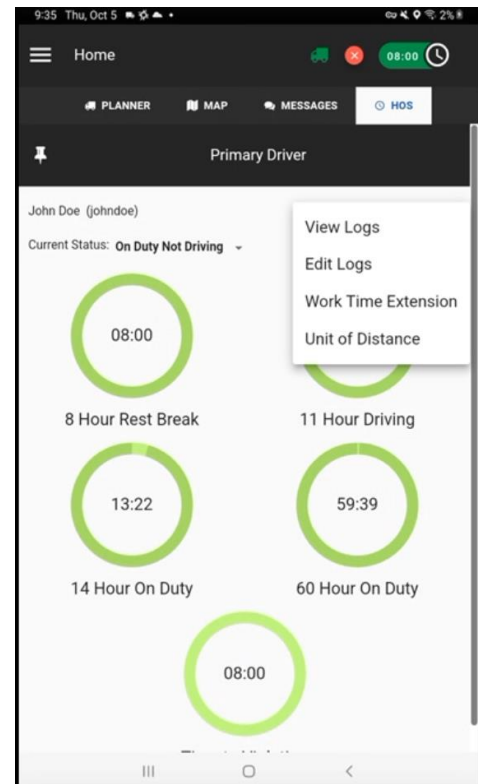 9:35 Thu, Oct 5
2%
Home
08:00
PLANNER MAP MESSAGES HOS
Primary Driver
John Doe (johndoe)
Current Status: On Duty Not Driving
View Logs
Edit Logs
Work Time Extension
Unit of Distance
08:00
8 Hour Rest Break
11 Hour Driving
13:22
59:39
14 Hour On Duty
60 Hour On Duty
08:00